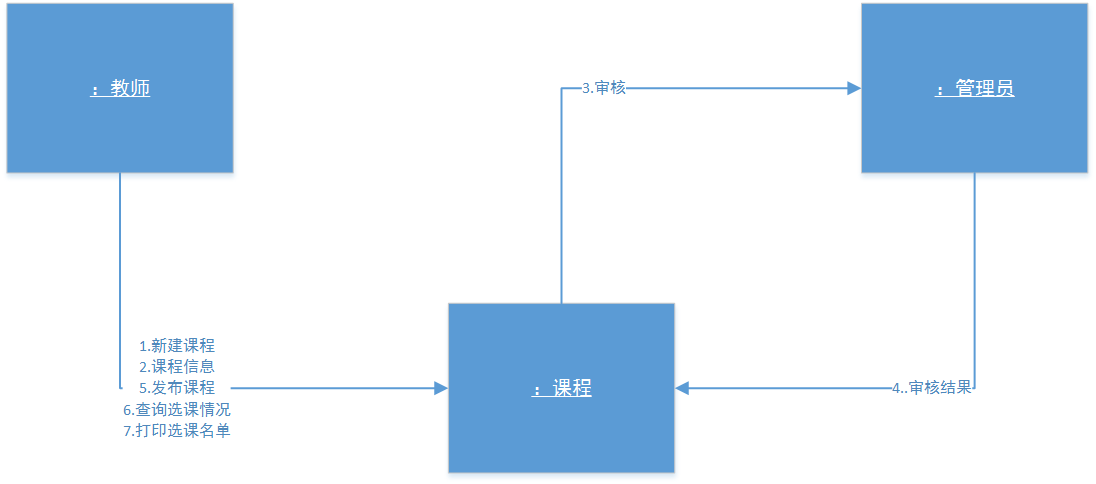 ：教师
3.审核
：管理员
1.新建课程
2.课程信息
5.发布课程
6.查询选课情况
7.打印选课名单
：课程
4..审核结果